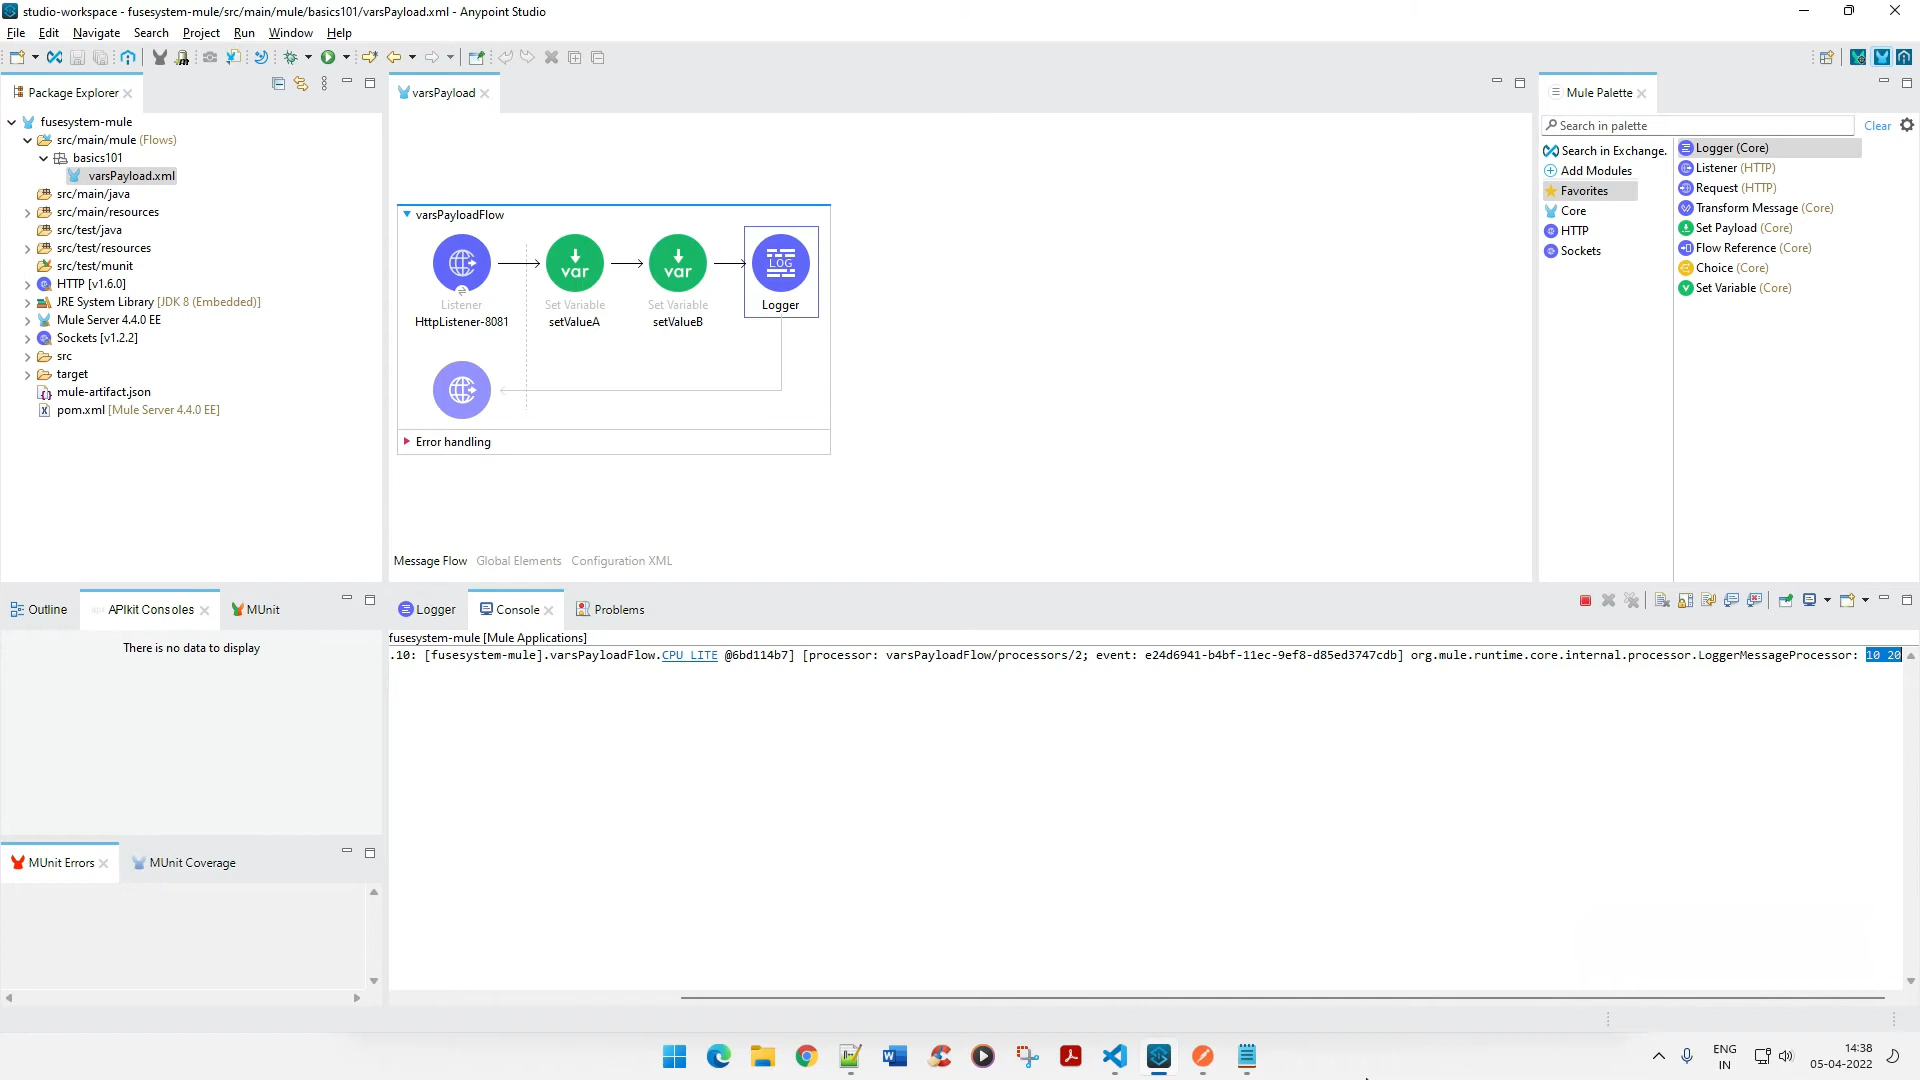 studio-workspace - fusesystem-mule/src/main/mule/basics101/varsPayload.xml - Anypoint Studio
File Edit Navigate Search Project Run Window Help
Package Explorer
fusesystem-mule
src/main/mule (Flows)
basics101
varsPayload.xml
src/main/java
src/main/resources
src/test/java
src/test/resources
src/test/munit
HTTP [v1.6.0]
JRE System Library [JDK 8 (Embedded)]
Mule Server 4.4.0 EE
Sockets [v1.2.2]
src
target
mule-artifact.json
pom.xml [Mule Server 4.4.0 EE]
varsPayload
varsPayloadFlow
var
var
LOG
Listener
HttpListener-8081
Set Variable
setValueA
Set Variable
setValueB
Logger
Error handling
Message Flow Global Elements Configuration XML
Mule Palette
Search in palette
Clear
Search in Exchange.
Add Modules
Favorites
Core
HTTP
Sockets
Logger (Core)
Listener (HTTP)
Request (HTTP)
Transform Message (Core)
Set Payload (Core)
Flow Reference (Core)
Choice (Core)
Set Variable (Core)
Outline
APIkit Consoles
MUnit
There is no data to display
MUnit Errors
MUnit Coverage
Logger
Console
Problems
fusesystem-mule [Mule Applications]
.10: [fusesystem-mule].varsPayloadFlow.CPU_LITE @6bd114b7] [processor: varsPayloadFlow/processors/2; event: e24d6941-b4bf-11ec-9ef8-d85ed3747cdb] org.mule.runtime.core.internal.processor.LoggerMessageProcessor: 10 20
ENG
IN
14:38
05-04-2022